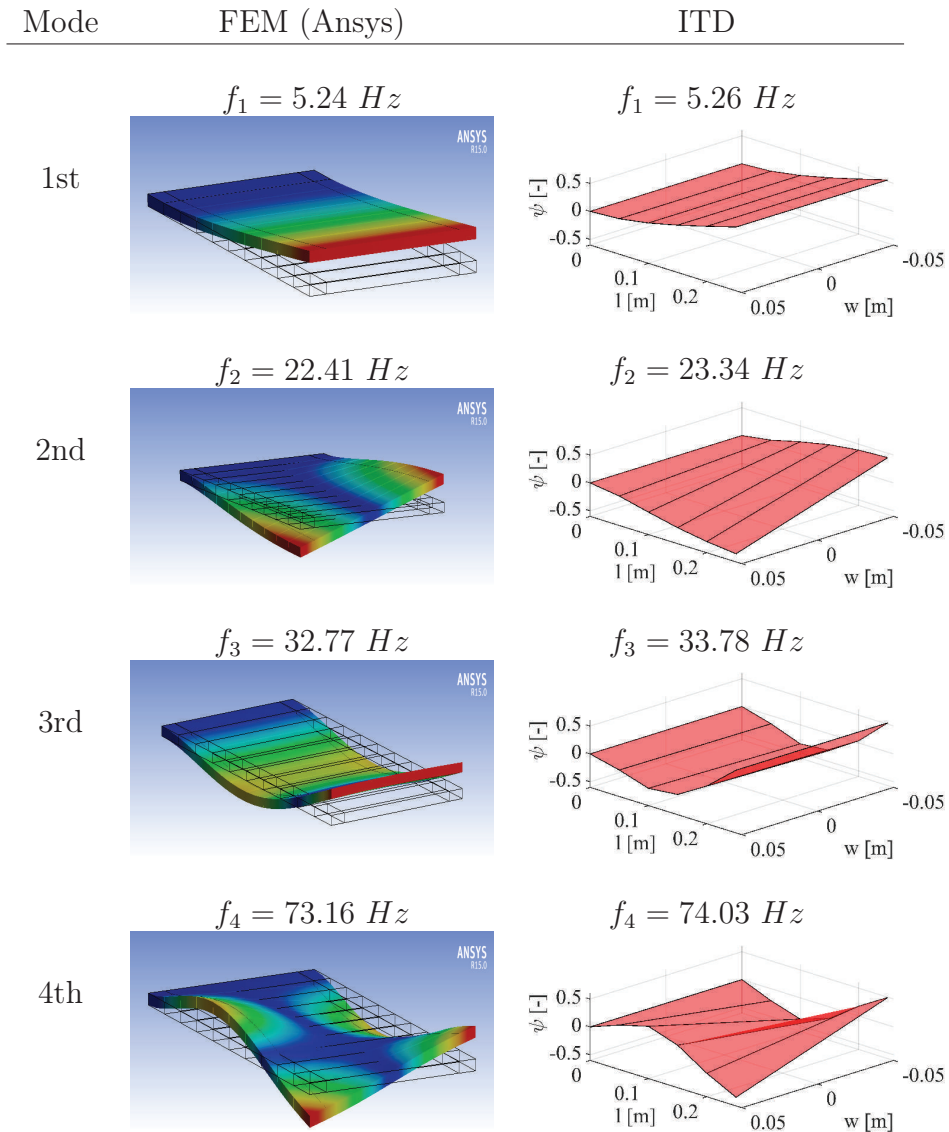 Mode FEM (Ansys) ITD
f₁ = 5.24 Hz f₁ = 5.26 Hz
1st
ANSYS
R15.0
ψ [-]
0.5
0
-0.5
0
0.1
0.2
l [m]
0.05
0
-0.05
w [m]
f₂ = 22.41 Hz f₂ = 23.34 Hz
2nd
ANSYS
R15.0
ψ [-]
0.5
0
-0.5
0
0.1
0.2
l [m]
0.05
0
-0.05
w [m]
f₃ = 32.77 Hz f₃ = 33.78 Hz
3rd
ANSYS
R15.0
ψ [-]
0.5
0
-0.5
0
0.1
0.2
l [m]
0.05
0
-0.05
w [m]
f₄ = 73.16 Hz f₄ = 74.03 Hz
4th
ANSYS
R15.0
ψ [-]
0.5
0
-0.5
0
0.1
0.2
l [m]
0.05
0
-0.05
w [m]